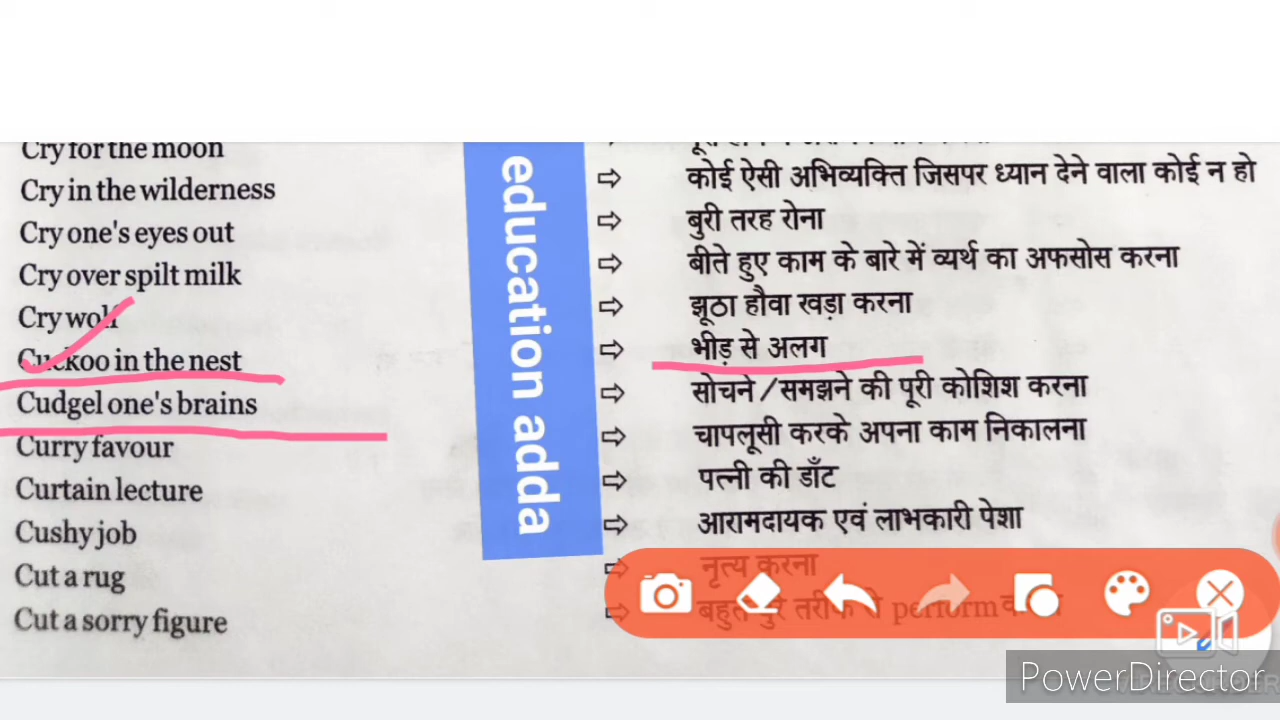 Cry for the moon
Cry in the wilderness ⇨ कोई ऐसी अभिव्यक्ति जिसपर ध्यान देने वाला कोई न हो
Cry one's eyes out ⇨ बुरी तरह रोना
Cry over spilt milk ⇨ बीते हुए काम के बारे में व्यर्थ का अफसोस करना
Cry wolf ⇨ झूठा हौवा खड़ा करना
Cuckoo in the nest ⇨ भीड़ से अलग
Cudgel one's brains ⇨ सोचने/समझने की पूरी कोशिश करना
Curry favour ⇨ चापलूसी करके अपना काम निकालना
Curtain lecture ⇨ पत्नी की डाँट
Cushy job ⇨ आरामदायक एवं लाभकारी पेशा
Cut a rug ⇨ नृत्य करना
Cut a sorry figure ⇨ बहुत बुरे तरीके से perform
education adda
PowerDirector